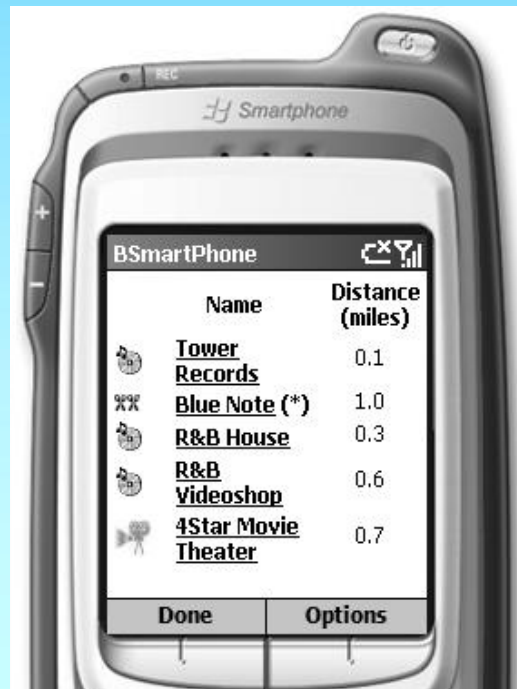 REC
Smartphone
+
−
BSmartPhone
Name
Distance
(miles)
Tower
Records
0.1
Blue Note (*)
1.0
R&B House
0.3
R&B
Videoshop
0.6
4Star Movie
Theater
0.7
Done
Options